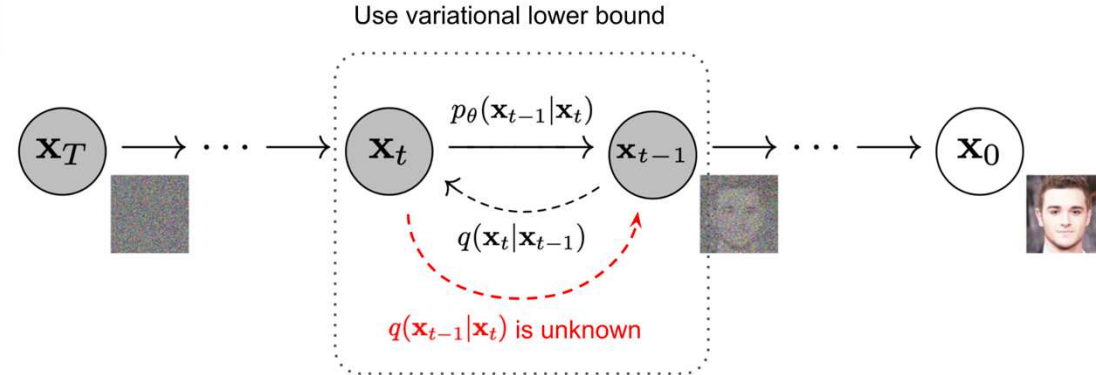 Use variational lower bound
p_θ(x_{t−1}|x_t)
x_T → ··· → x_t → x_{t−1} → ··· → x_0
q(x_t|x_{t−1})
q(x_{t−1}|x_t) is unknown